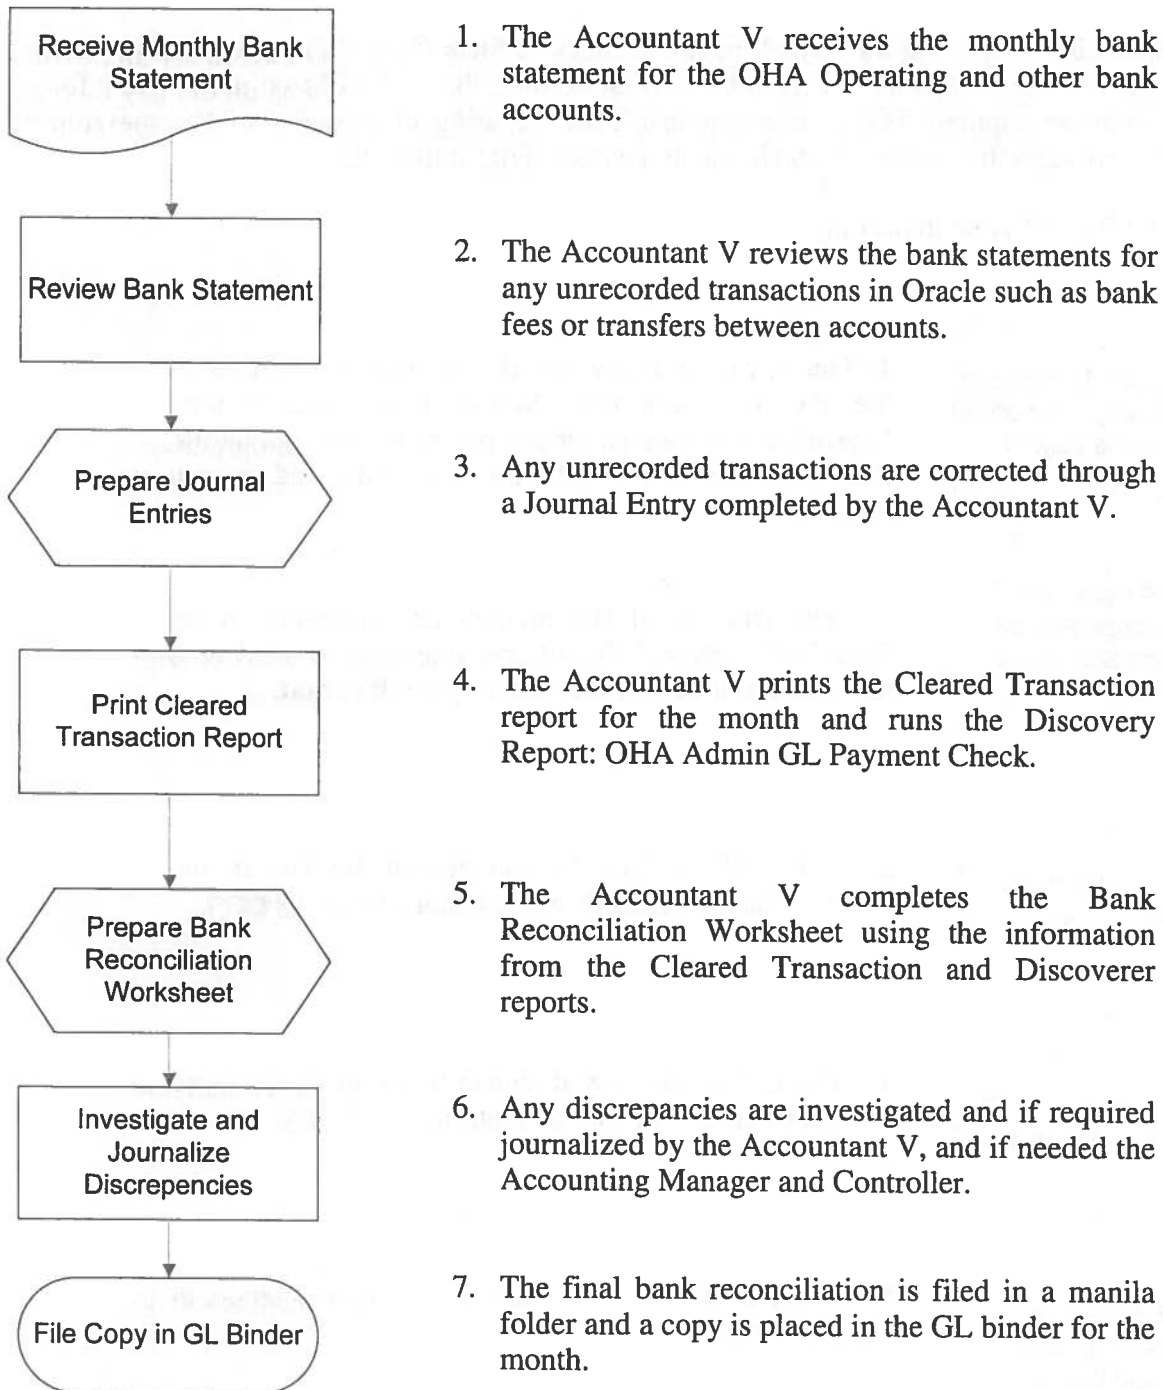 Receive Monthly Bank
Statement
1. The Accountant V receives the monthly bank
statement for the OHA Operating and other bank
accounts.
Review Bank Statement
2. The Accountant V reviews the bank statements for
any unrecorded transactions in Oracle such as bank
fees or transfers between accounts.
Prepare Journal
Entries
3. Any unrecorded transactions are corrected through
a Journal Entry completed by the Accountant V.
Print Cleared
Transaction Report
4. The Accountant V prints the Cleared Transaction
report for the month and runs the Discovery
Report: OHA Admin GL Payment Check.
Prepare Bank
Reconciliation
Worksheet
5. The Accountant V completes the Bank
Reconciliation Worksheet using the information
from the Cleared Transaction and Discoverer
reports.
Investigate and
Journalize
Discrepencies
6. Any discrepancies are investigated and if required
journalized by the Accountant V, and if needed the
Accounting Manager and Controller.
File Copy in GL Binder
7. The final bank reconciliation is filed in a manila
folder and a copy is placed in the GL binder for the
month.